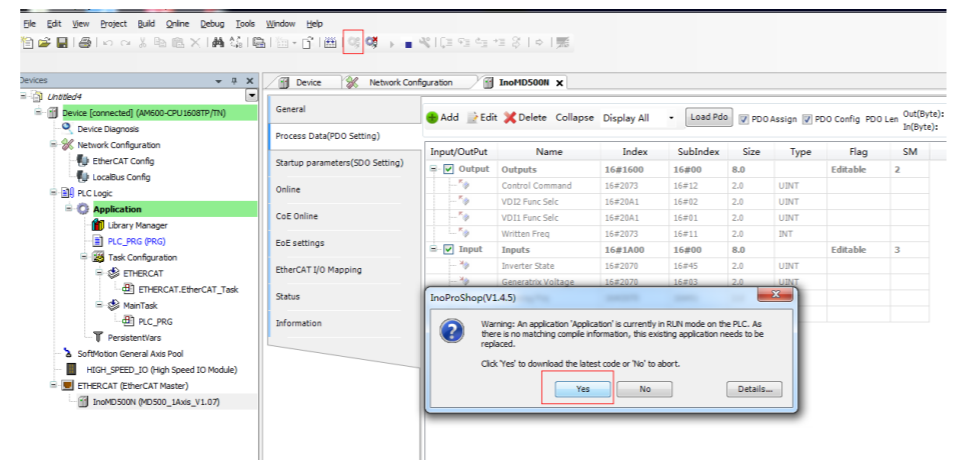 File Edit View Project Build Online Debug Tools Window Help
Devices
Untitled4
Device [connected] (AM600-CPU1608TP/TN)
Device Diagnosis
Network Configuration
EtherCAT Config
LocalBus Config
PLC Logic
Application
Library Manager
PLC_PRG (PRG)
Task Configuration
ETHERCAT
ETHERCAT.EtherCAT_Task
MainTask
PLC_PRG
PersistentVars
SoftMotion General Axis Pool
HIGH_SPEED_IO (High Speed IO Module)
ETHERCAT (EtherCAT Master)
InoMD500N (MD500_1Axis_V1.07)
Device Network Configuration InoMD500N
General
Process Data(PDO Setting)
Startup parameters(SDO Setting)
Online
CoE Online
EoE settings
EtherCAT I/O Mapping
Status
Information
Add Edit Delete Collapse Display All Load Pdo PDO Assign PDO Config PDO Len Out(Byte):
In(Byte):
Input/OutPut Name Index SubIndex Size Type Flag SM
Output Outputs 16#1600 16#00 8.0 Editable 2
Control Command 16#2073 16#12 2.0 UINT
VDI2 Func Selc 16#20A1 16#02 2.0 UINT
VDI1 Func Selc 16#20A1 16#01 2.0 UINT
Written Freq 16#2073 16#11 2.0 INT
Input Inputs 16#1A00 16#00 8.0 Editable 3
Inverter State 16#2070 16#45 2.0 UINT
Generatrix Voltage 16#2070 16#03 2.0 UINT
InoProShop(V1.4.5)
Warning: An application 'Application' is currently in RUN mode on the PLC. As
there is no matching compile information, this existing application needs to be
replaced.
Click 'Yes' to download the latest code or 'No' to abort.
Yes No Details...